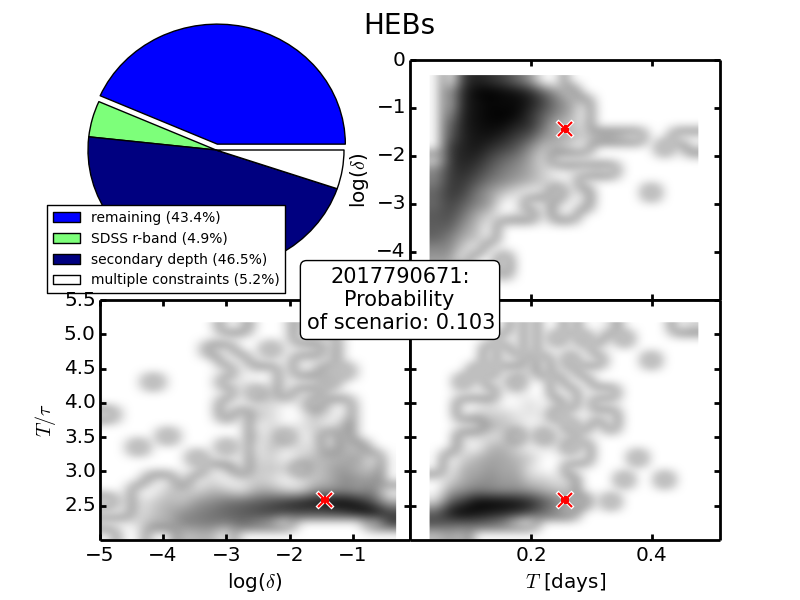 HEBs
remaining (43.4%)
SDSS r-band (4.9%)
secondary depth (46.5%)
multiple constraints (5.2%)
log(δ)
0
−1
−2
−3
−4
2017790671:
Probability
of scenario: 0.103
T/τ
5.5
5.0
4.5
4.0
3.5
3.0
2.5
−5 −4 −3 −2 −1
log(δ)
0.2 0.4
T [days]